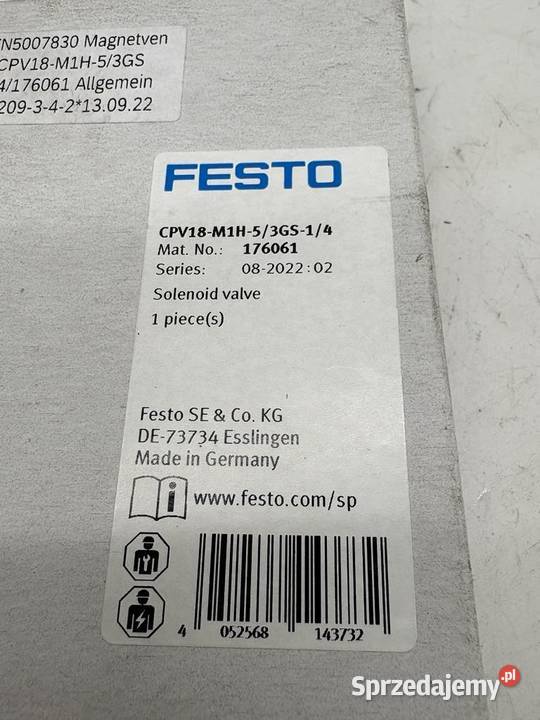 N5007830 Magnetven
CPV18-M1H-5/3GS
4/176061 Allgemein
209-3-4-2*13.09.22
FESTO
CPV18-M1H-5/3GS-1/4
Mat. No.: 176061
Series: 08-2022:02
Solenoid valve
1 piece(s)
Festo SE & Co. KG
DE-73734 Esslingen
Made in Germany
www.festo.com/sp
4 052568 143732
Sprzedajemy.pl